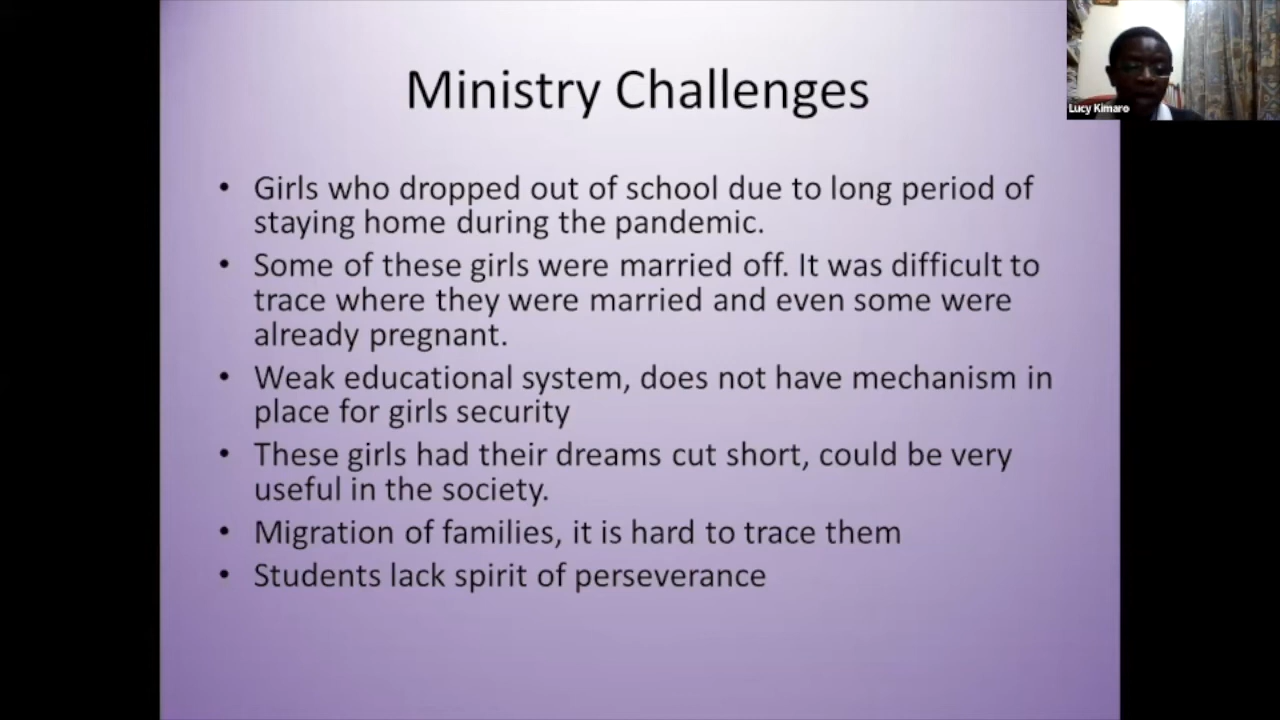 Ministry Challenges
Lucy Kimaro
• Girls who dropped out of school due to long period of
staying home during the pandemic.
• Some of these girls were married off. It was difficult to
trace where they were married and even some were
already pregnant.
• Weak educational system, does not have mechanism in
place for girls security
• These girls had their dreams cut short, could be very
useful in the society.
• Migration of families, it is hard to trace them
• Students lack spirit of perseverance